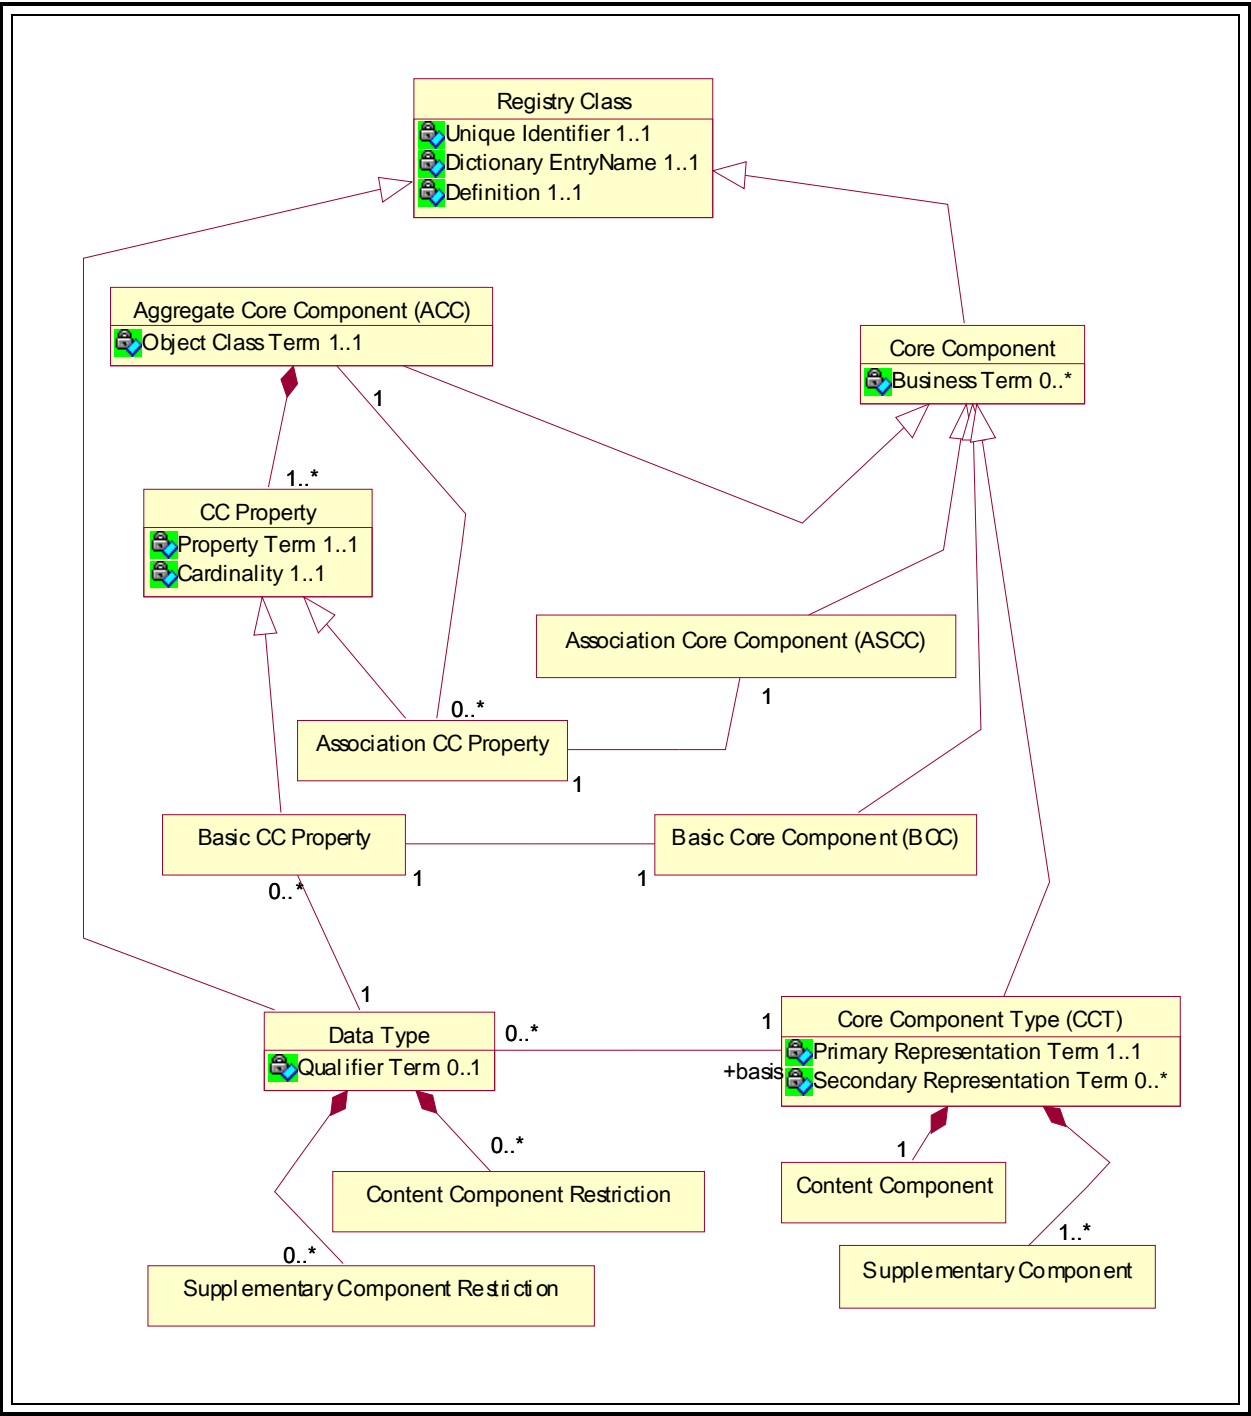 Registry Class
Unique Identifier 1..1
Dictionary EntryName 1..1
Definition 1..1
Aggregate Core Component (ACC)
Object Class Term 1..1
Core Component
Business Term 0..*
1
1..*
CC Property
Property Term 1..1
Cardinality 1..1
Association Core Component (ASCC)
1
0..*
Association CC Property
1
Basic CC Property
Basic Core Component (BCC)
1
1
0..*
1
Data Type
Qualifier Term 0..1
0..*
1
+basis
Core Component Type (CCT)
Primary Representation Term 1..1
Secondary Representation Term 0..*
0..*
1
Content Component Restriction
Content Component
0..*
1..*
Supplementary Component Restriction
Supplementary Component